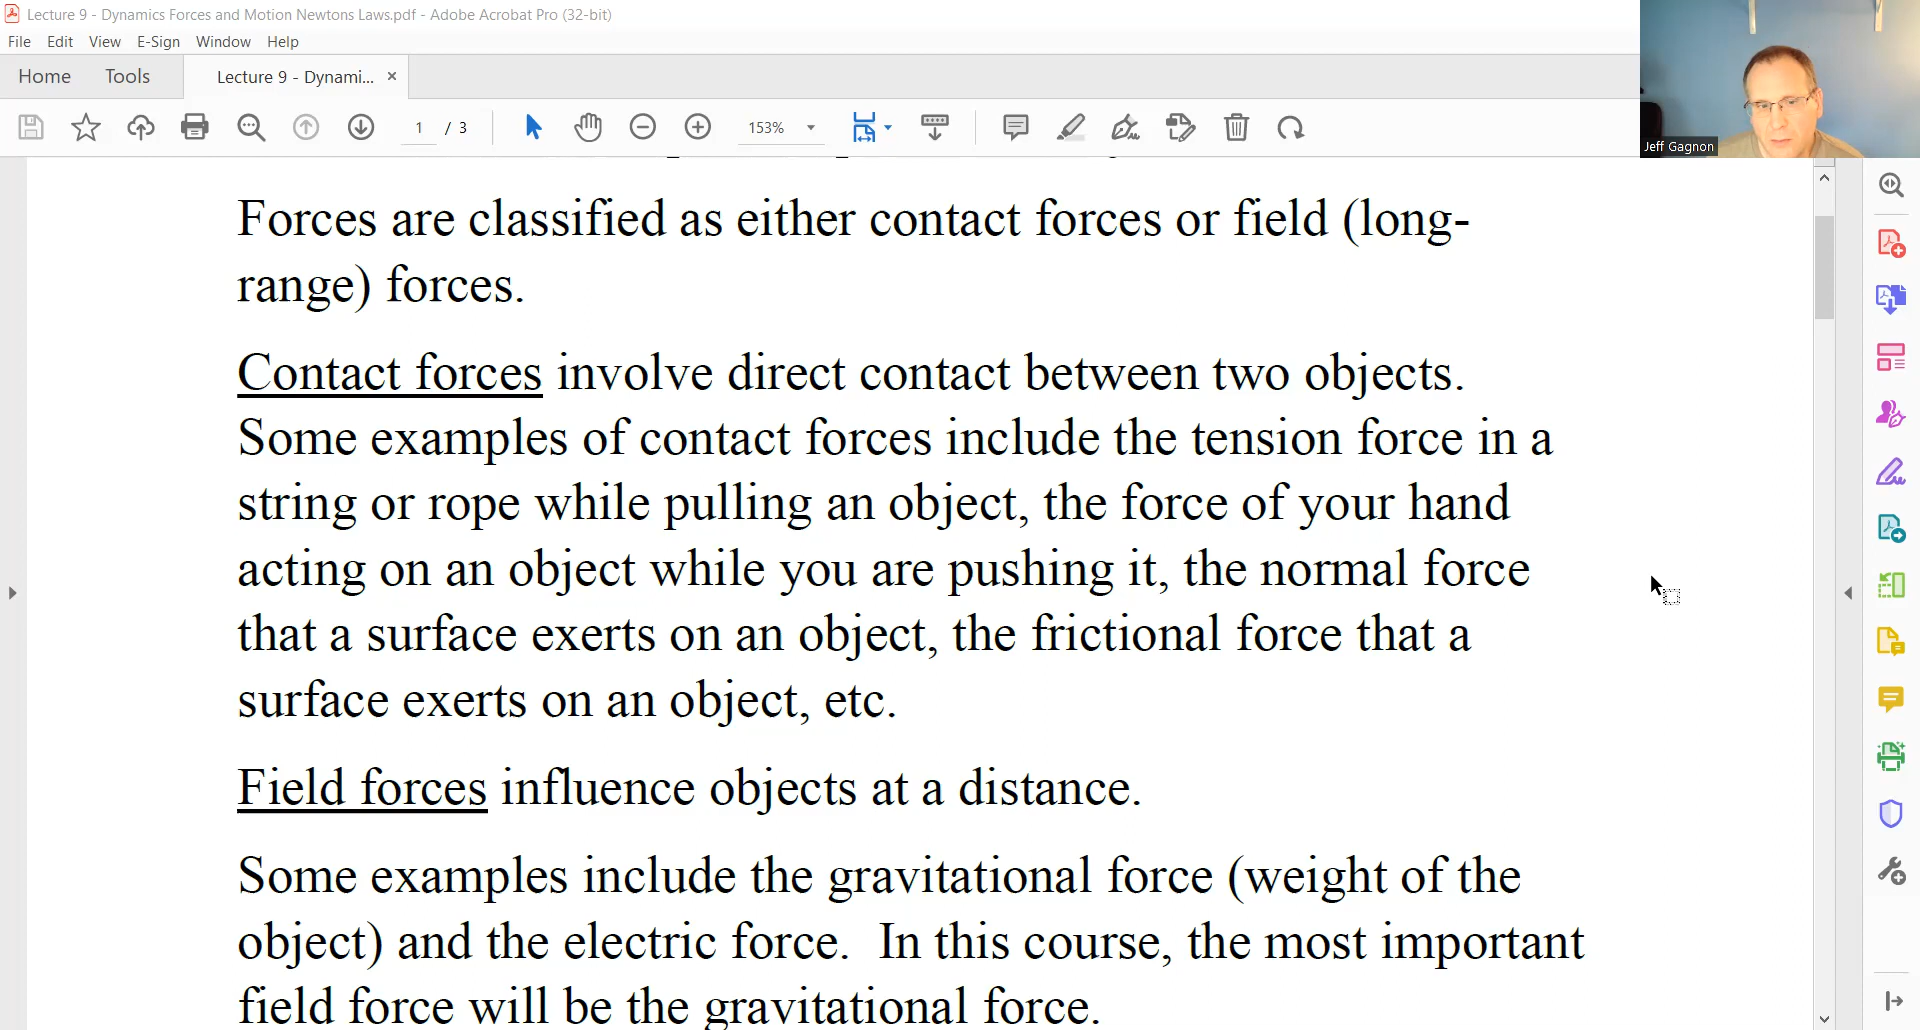 Lecture 9 - Dynamics Forces and Motion Newtons Laws.pdf - Adobe Acrobat Pro (32-bit)
File Edit View E-Sign Window Help
Home Tools Lecture 9 - Dynami... ×
1 / 3 153%
Jeff Gagnon
Forces are classified as either contact forces or field (long-
range) forces.
Contact forces involve direct contact between two objects.
Some examples of contact forces include the tension force in a
string or rope while pulling an object, the force of your hand
acting on an object while you are pushing it, the normal force
that a surface exerts on an object, the frictional force that a
surface exerts on an object, etc.
Field forces influence objects at a distance.
Some examples include the gravitational force (weight of the
object) and the electric force. In this course, the most important
field force will be the gravitational force.